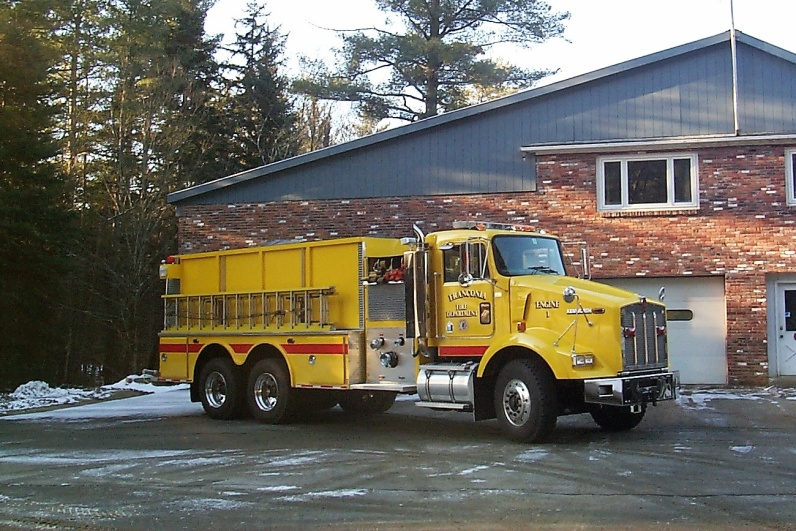 FRANCONIA
FIRE
DEPARTMENT
ENGINE
1